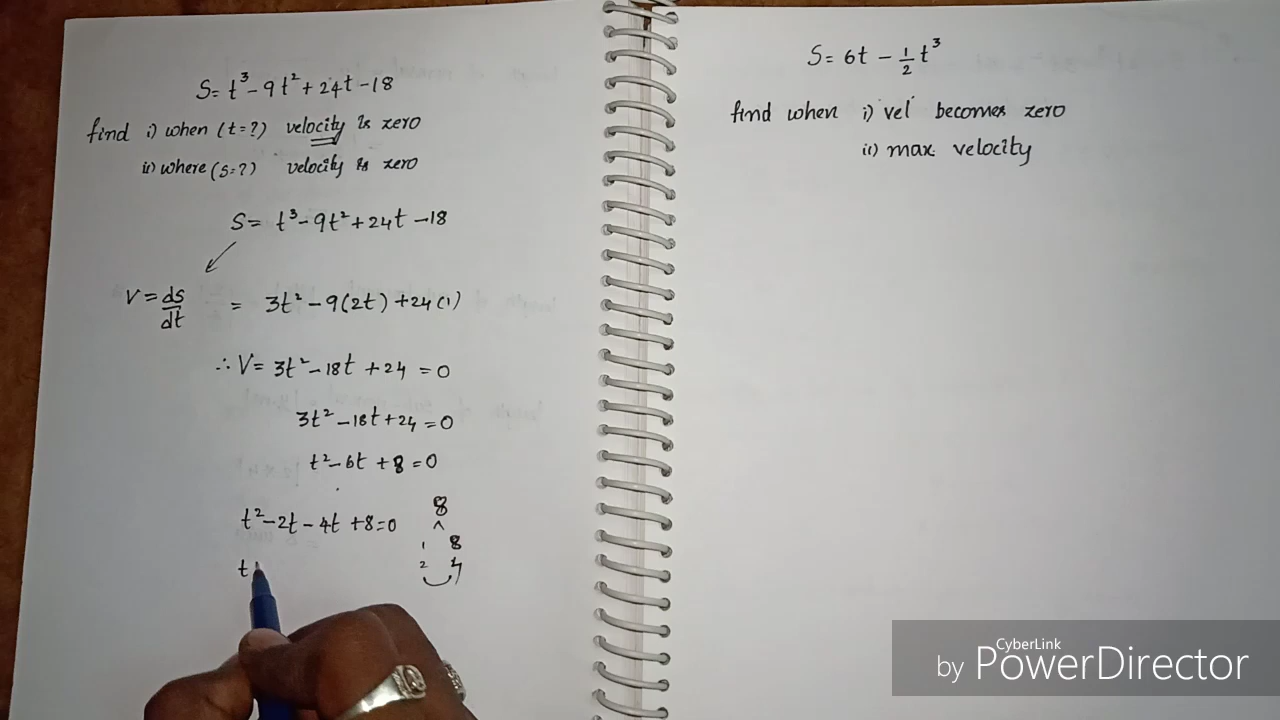 S= t³-9t²+24t-18
find i) when (t=?) velocity is zero
ii) where (s=?) velocity is zero
S= t³-9t²+24t-18
V=ds/dt = 3t²-9(2t)+24(1)
∴V= 3t²-18t+24=0
3t²-18t+24=0
t²-6t+8=0
t²-2t-4t+8=0
8
^
1 8
2 4
t
S= 6t - 1/2 t³
find when i) vel becomes zero
ii) max velocity
CyberLink
by PowerDirector